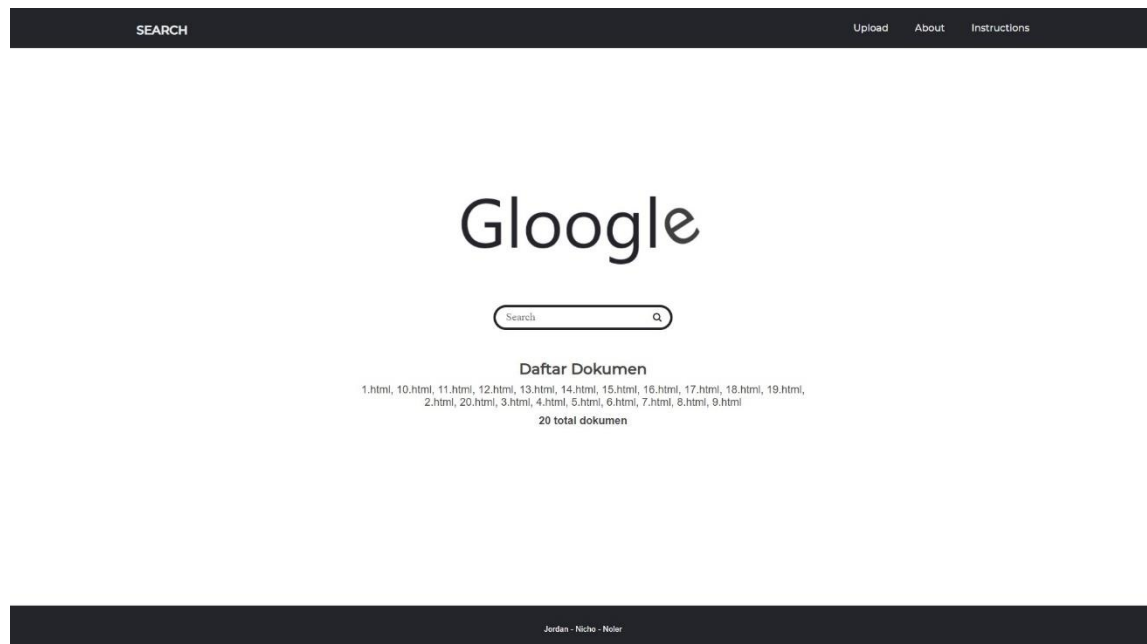 SEARCH Upload About Instructions
Gloogle
Search
Daftar Dokumen
1.html, 10.html, 11.html, 12.html, 13.html, 14.html, 15.html, 16.html, 17.html, 18.html, 19.html,
2.html, 20.html, 3.html, 4.html, 5.html, 6.html, 7.html, 8.html, 9.html
20 total dokumen
Jordan - Nicho - Noler